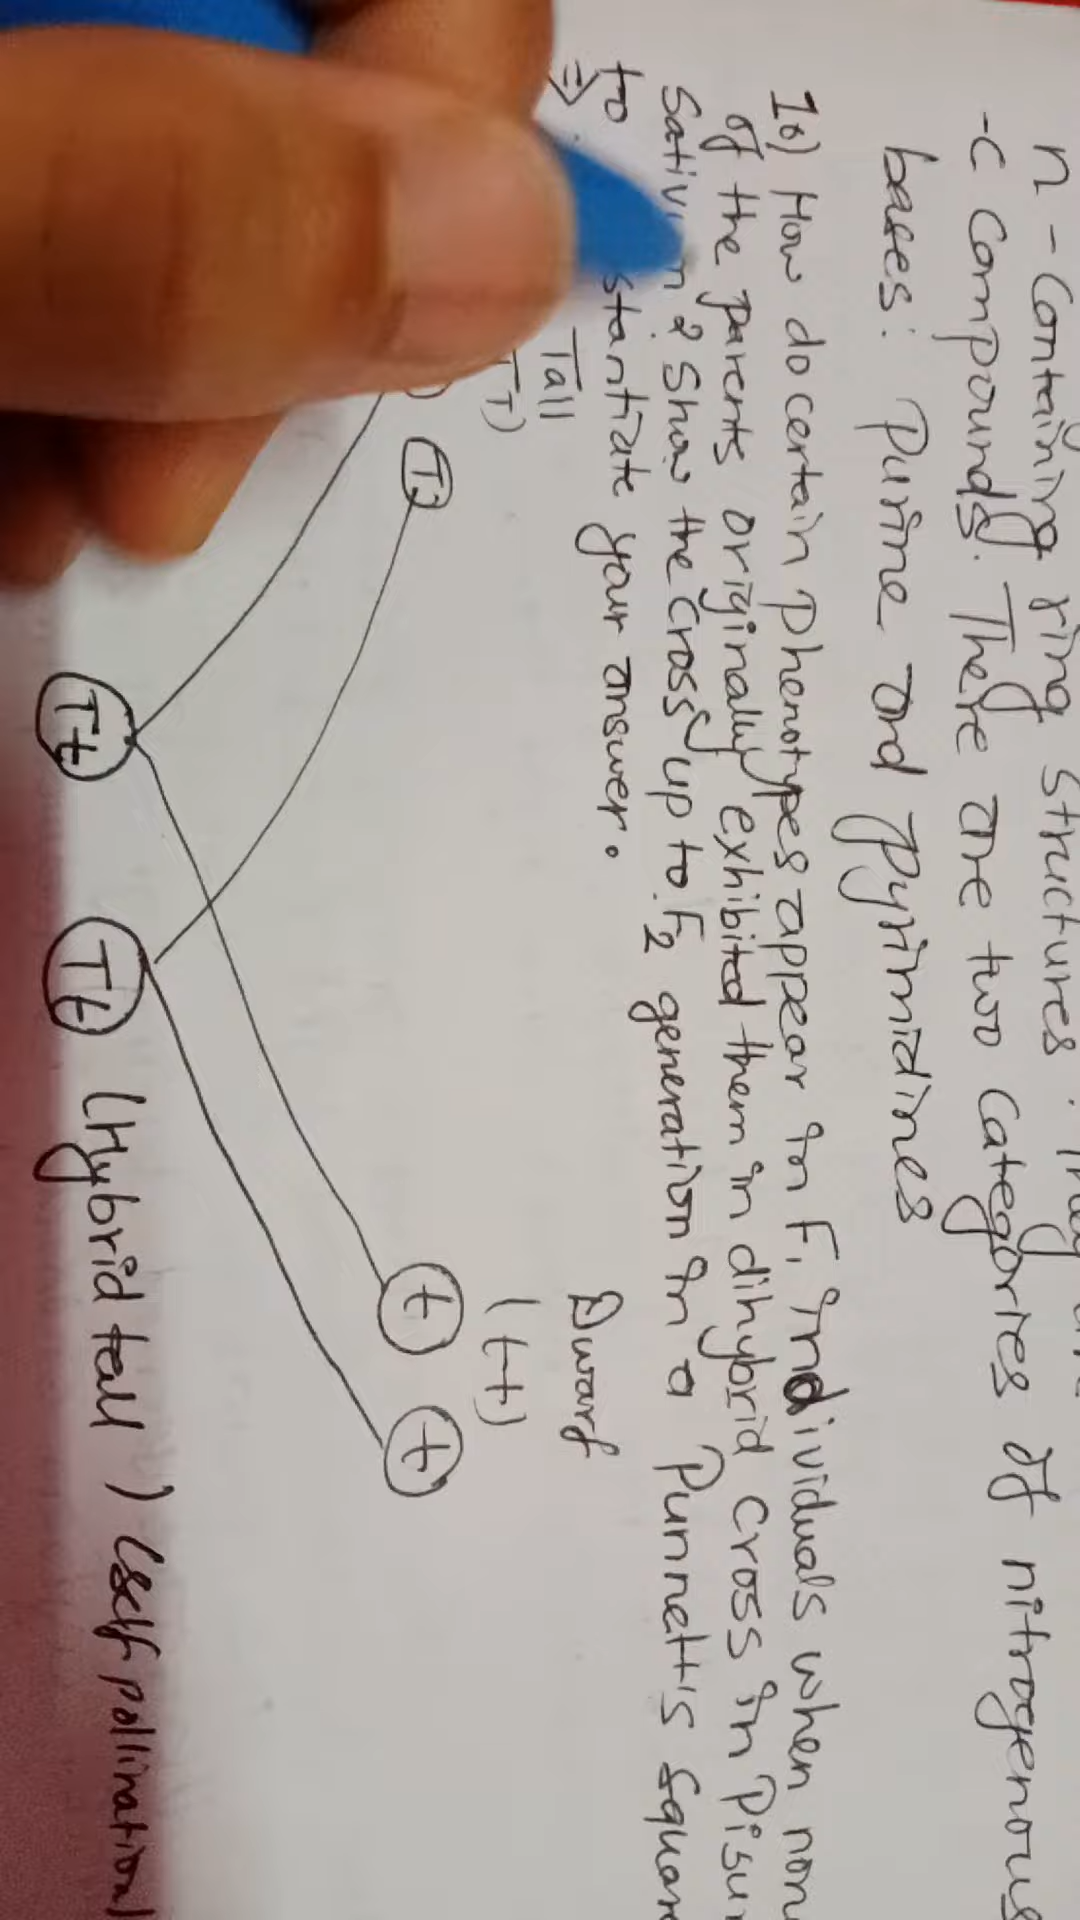 n-containing ring structures.
-c compounds. There are two categories of nitrogenous
bases: purine and pyrimidines
10) How do certain phenotypes appear in F1 individuals when non
of the parents originally exhibited them in dihybrid cross in Pisu
Sativ n? Show the cross up to F2 generation in a Punnett's square
to stantiate your answer.
⇒ Tall Dwarf
T) (tt)
T t t
Tt Tt (Hybrid tall) (self pollination)